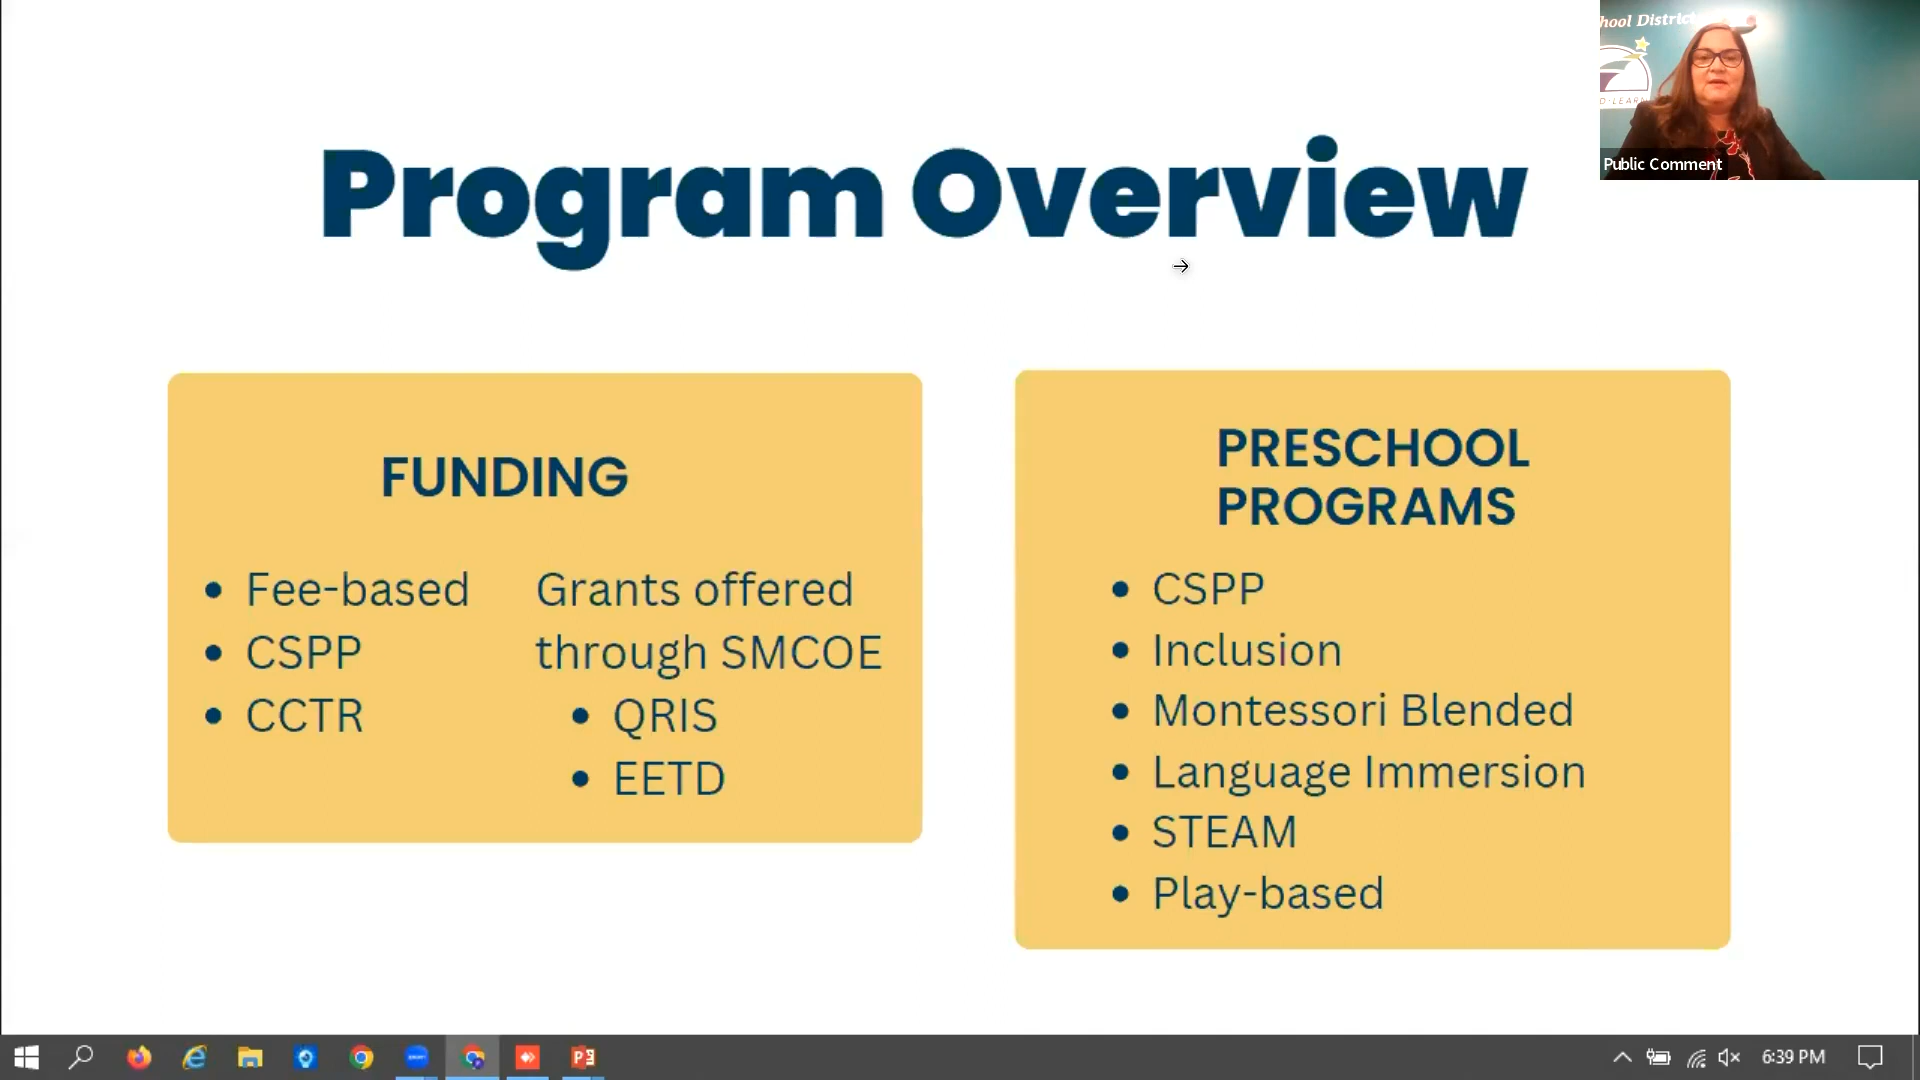 hool District
D LEARN
Public Comment
Program Overview
FUNDING
Fee-based
CSPP
CCTR
Grants offered
through SMCOE
QRIS
EETD
PRESCHOOL
PROGRAMS
CSPP
Inclusion
Montessori Blended
Language Immersion
STEAM
Play-based
6:39 PM